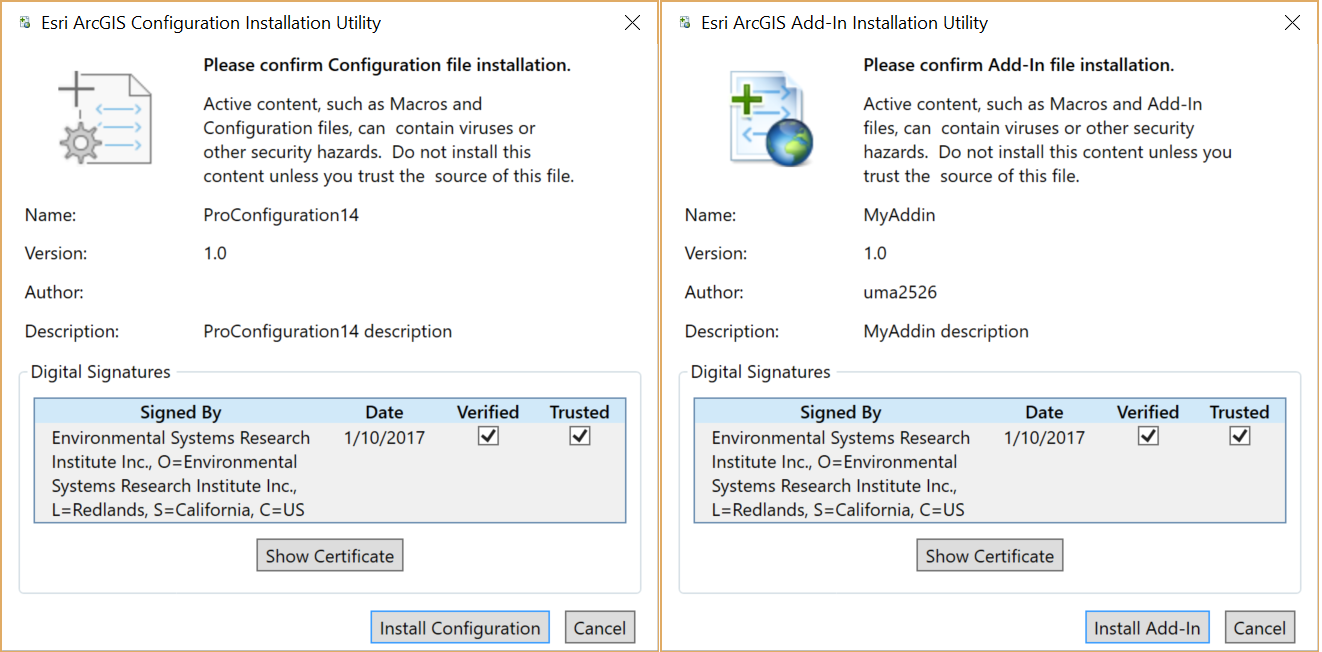 Esri ArcGIS Configuration Installation Utility
Please confirm Configuration file installation.
Active content, such as Macros and
Configuration files, can  contain viruses or
other security hazards.  Do not install this
content unless you trust the  source of this file.
Name: ProConfiguration14
Version: 1.0
Author:
Description: ProConfiguration14 description
Digital Signatures
Signed By Date Verified Trusted
Environmental Systems Research 1/10/2017
Institute Inc., O=Environmental
Systems Research Institute Inc.,
L=Redlands, S=California, C=US
Show Certificate
Install Configuration Cancel
Esri ArcGIS Add-In Installation Utility
Please confirm Add-In file installation.
Active content, such as Macros and Add-In
files, can  contain viruses or other security
hazards.  Do not install this content unless you
trust the  source of this file.
Name: MyAddin
Version: 1.0
Author: uma2526
Description: MyAddin description
Digital Signatures
Signed By Date Verified Trusted
Environmental Systems Research 1/10/2017
Institute Inc., O=Environmental
Systems Research Institute Inc.,
L=Redlands, S=California, C=US
Show Certificate
Install Add-In Cancel